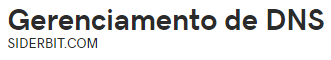 Gerenciamento de DNS
SIDERBIT.COM